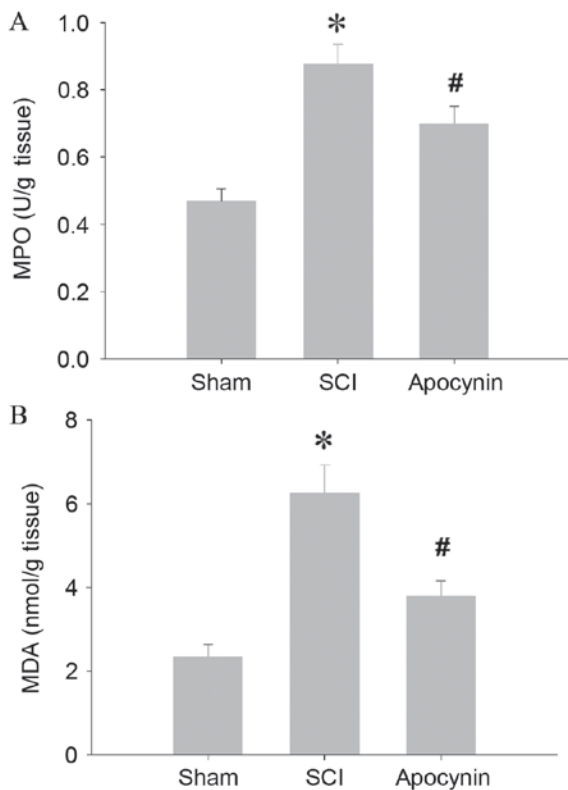 A
MPO (U/g tissue)
1.0
0.8
0.6
0.4
0.2
0.0
*
#
Sham SCI Apocynin
B
MDA (nmol/g tissue)
8
6
4
2
0
*
#
Sham SCI Apocynin